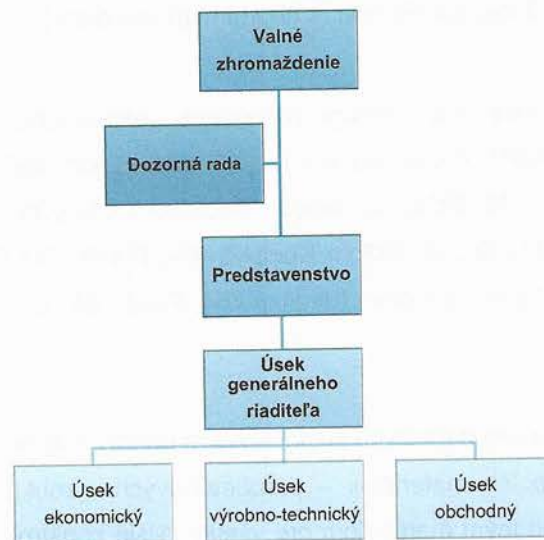 Valné
zhromaždenie
Dozorná rada
Predstavenstvo
Úsek
generálneho
riaditeľa
Úsek
ekonomický
Úsek
výrobno-technický
Úsek
obchodný